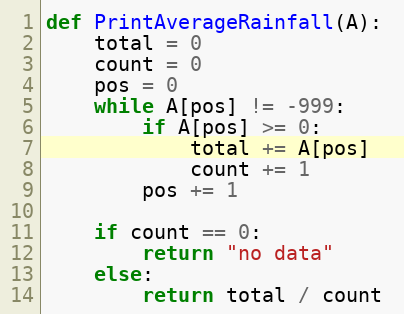 1 def PrintAverageRainfall(A):
2     total = 0
3     count = 0
4     pos = 0
5     while A[pos] != -999:
6         if A[pos] >= 0:
7             total += A[pos]
8             count += 1
9         pos += 1
10
11     if count == 0:
12         return "no data"
13     else:
14         return total / count